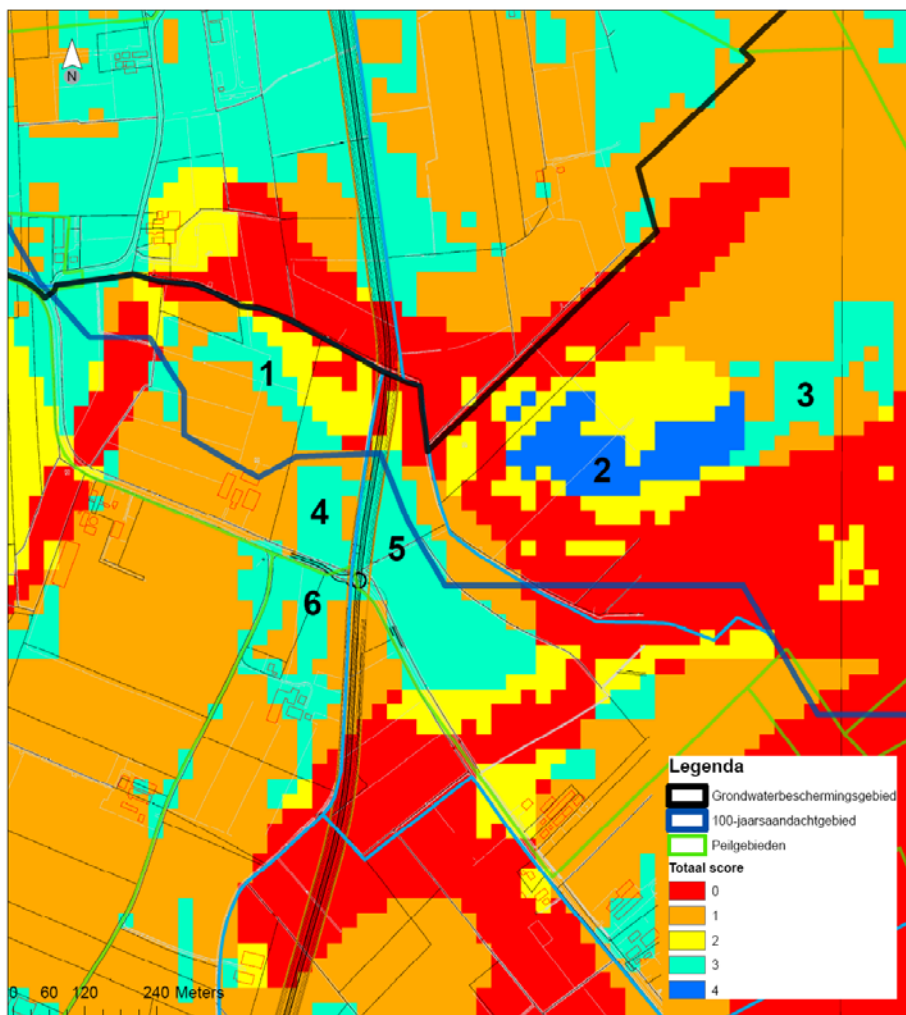 N
1
3
2
4
5
6
Legenda
Grondwaterbeschermingsgebied
100-jaarsaandachtgebied
Peilgebieden
Totaal score
0
1
2
3
4
0 60 120 240 Meters